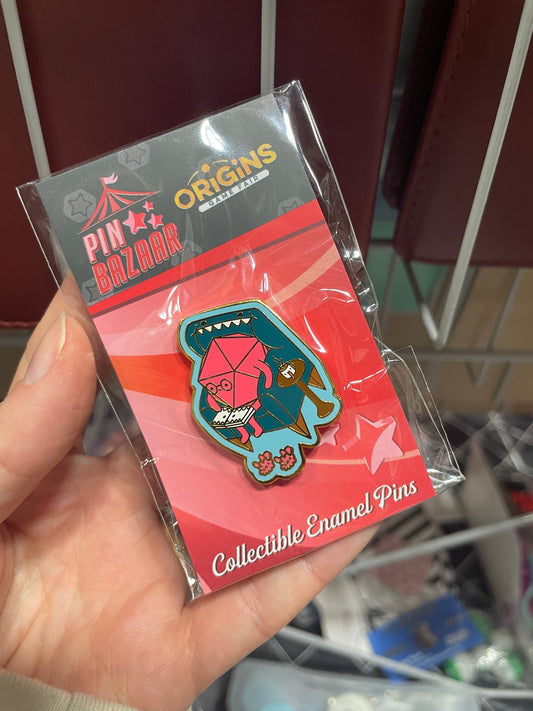 PIN
BAZAAR
ORIGINS
GAME FAIR
Collectible Enamel Pins